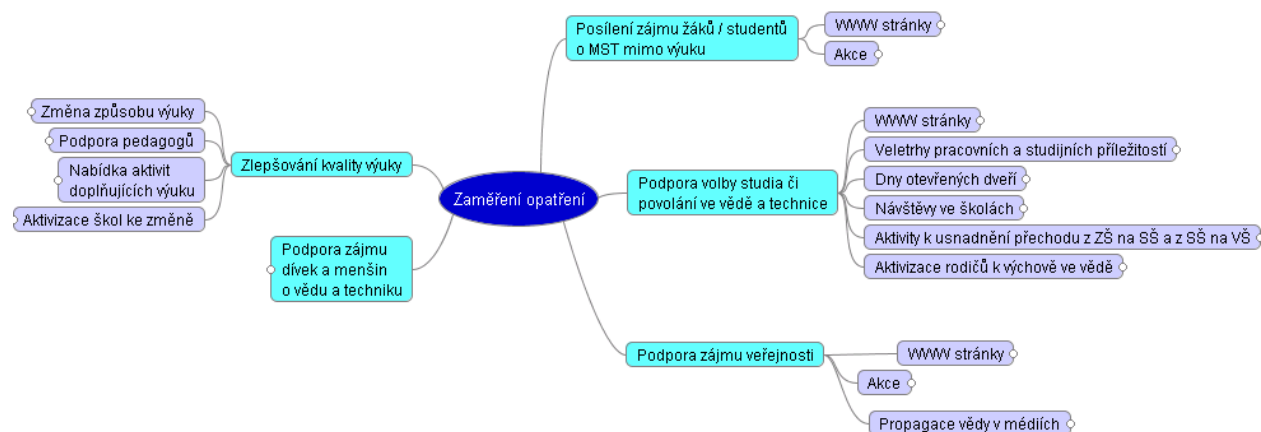 Posílení zájmu žáků / studentů
o MST mimo výuku
WWW stránky
Akce
Změna způsobu výuky
Podpora pedagogů
Nabídka aktivit
doplňujících výuku
Aktivizace škol ke změně
Zlepšování kvality výuky
Zaměření opatření
Podpora zájmu
dívek a menšin
o vědu a techniku
Podpora volby studia či
povolání ve vědě a technice
WWW stránky
Veletrhy pracovních a studijních příležitostí
Dny otevřených dveří
Návštěvy ve školách
Aktivity k usnadnění přechodu z ZŠ na SŠ a z SŠ na VŠ
Aktivizace rodičů k výchově ve vědě
Podpora zájmu veřejnosti
WWW stránky
Akce
Propagace vědy v médiích